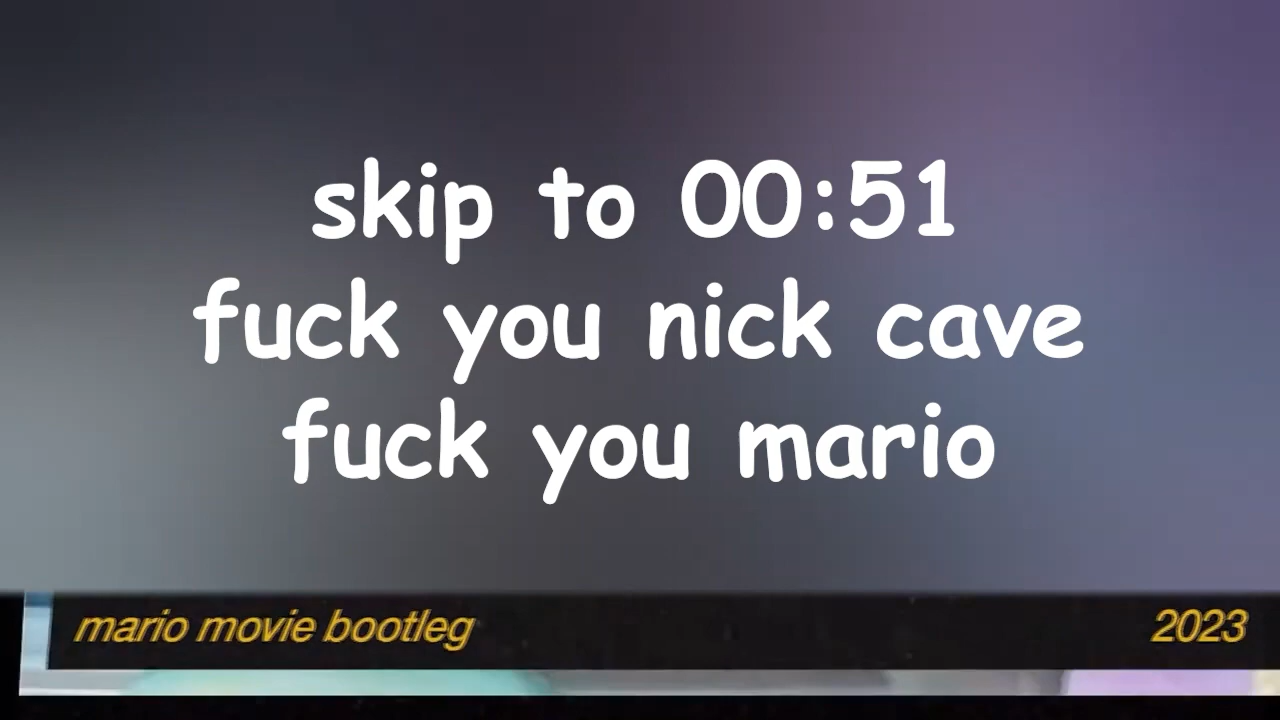 skip to 00:51
fuck you nick cave
fuck you mario
mario movie bootleg
2023